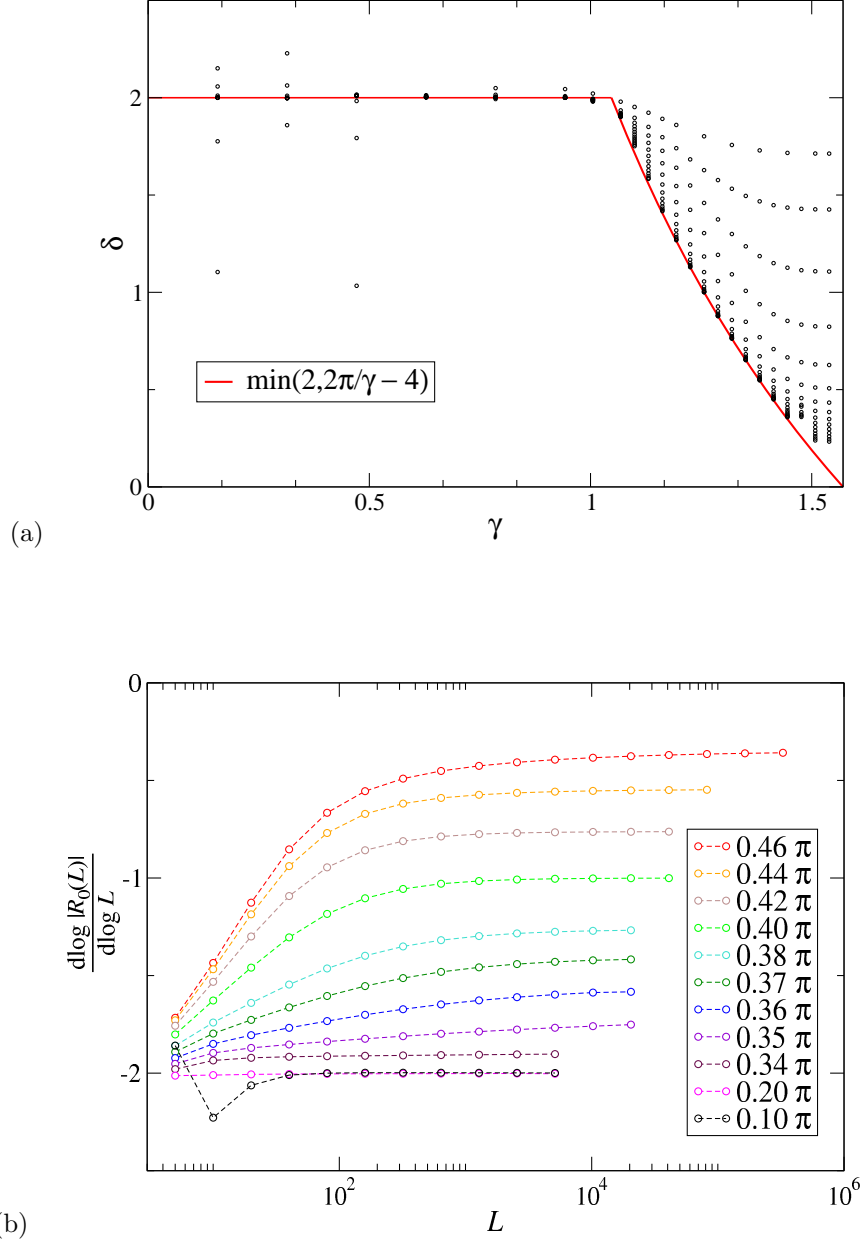 2
δ
1
min(2,2π/γ – 4)
0
0
0.5
1
1.5
γ
(a)
0
dlog |R₀(L)|
dlog L
-1
-2
0.46 π
0.44 π
0.42 π
0.40 π
0.38 π
0.37 π
0.36 π
0.35 π
0.34 π
0.20 π
0.10 π
10²
10⁴
10⁶
L
b)